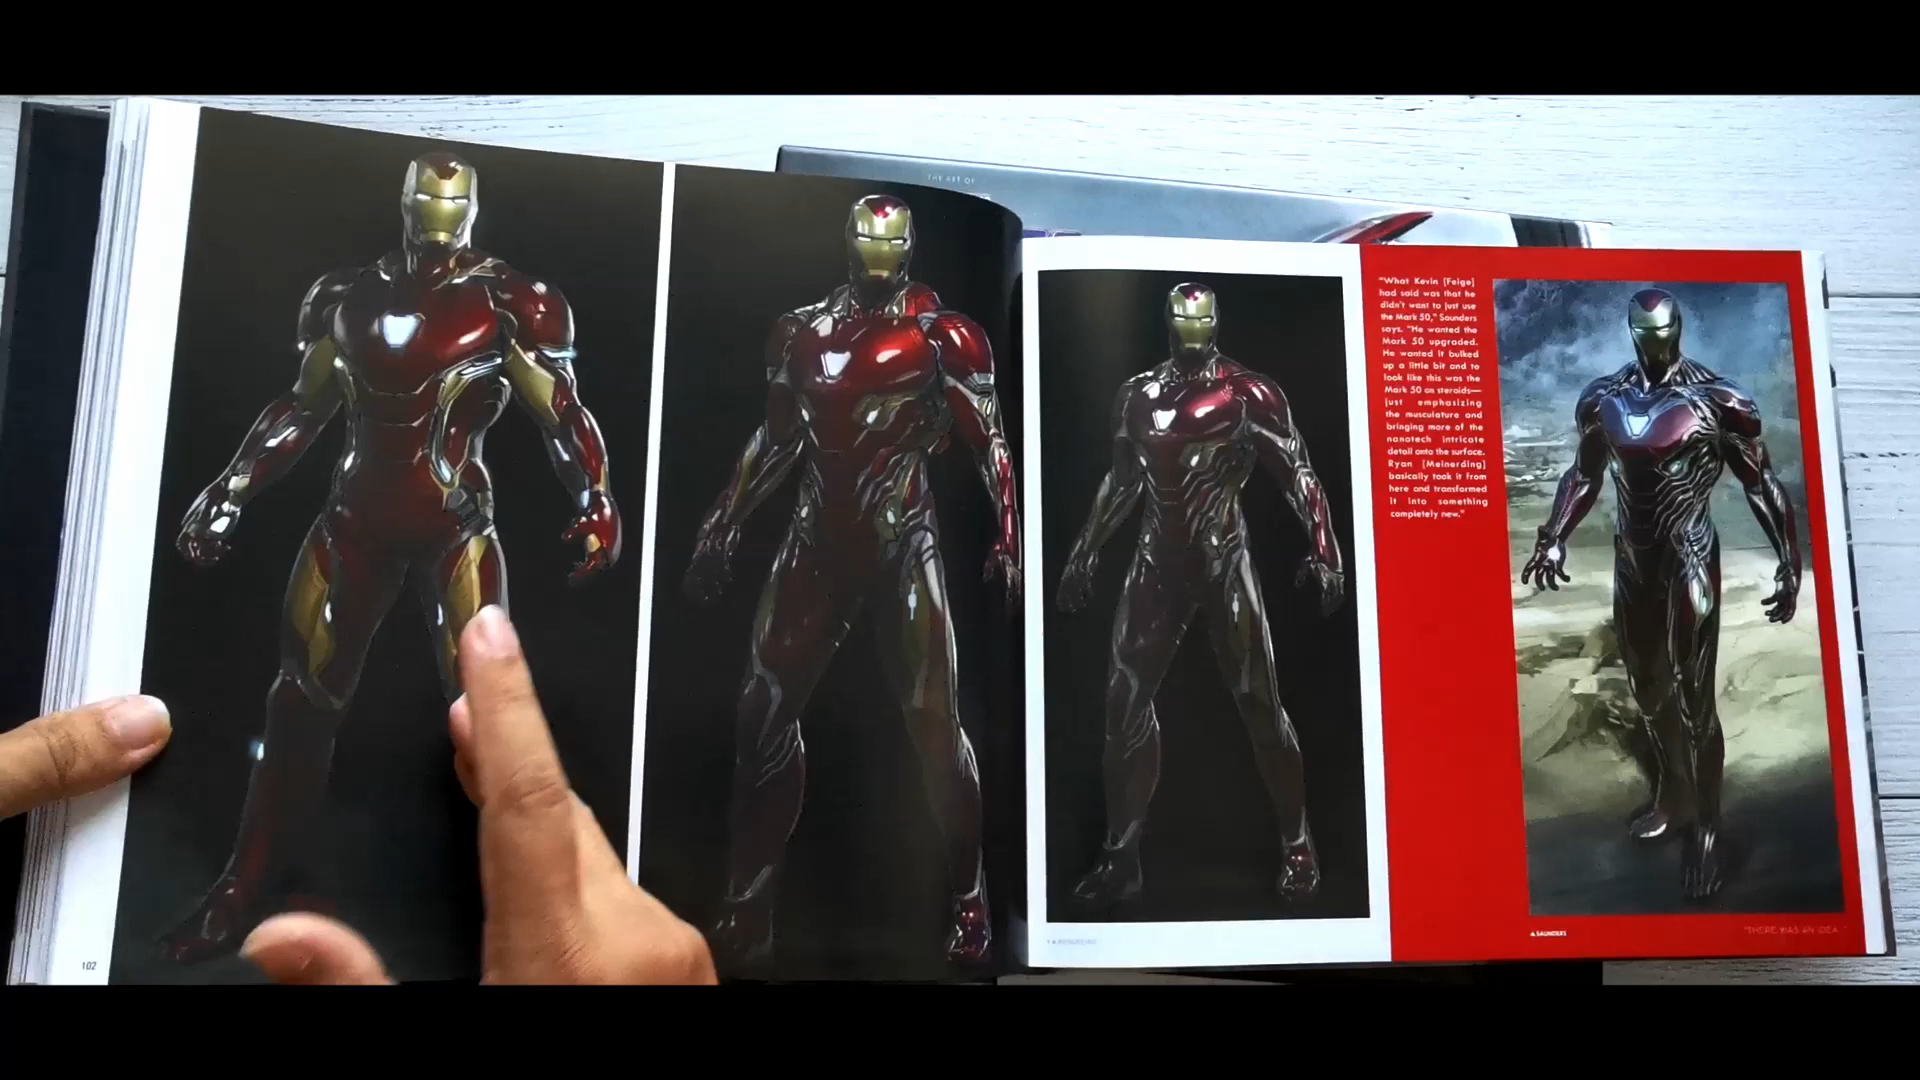 THE ART OF
"What Kevin [Feige]
had said was that he
didn't want to just use
the Mark 50," Saunders
says. "He wanted the
Mark 50 upgraded.
He wanted it bulked
up a little bit and to
look like this was the
Mark 50 on steroids—
just emphasizing
the musculature and
bringing more of the
nanotech intricate
detail onto the surface.
Ryan [Meinerding]
basically took it from
here and transformed
it into something
completely new."
102
SAUNDERS
"THERE WAS AN IDEA